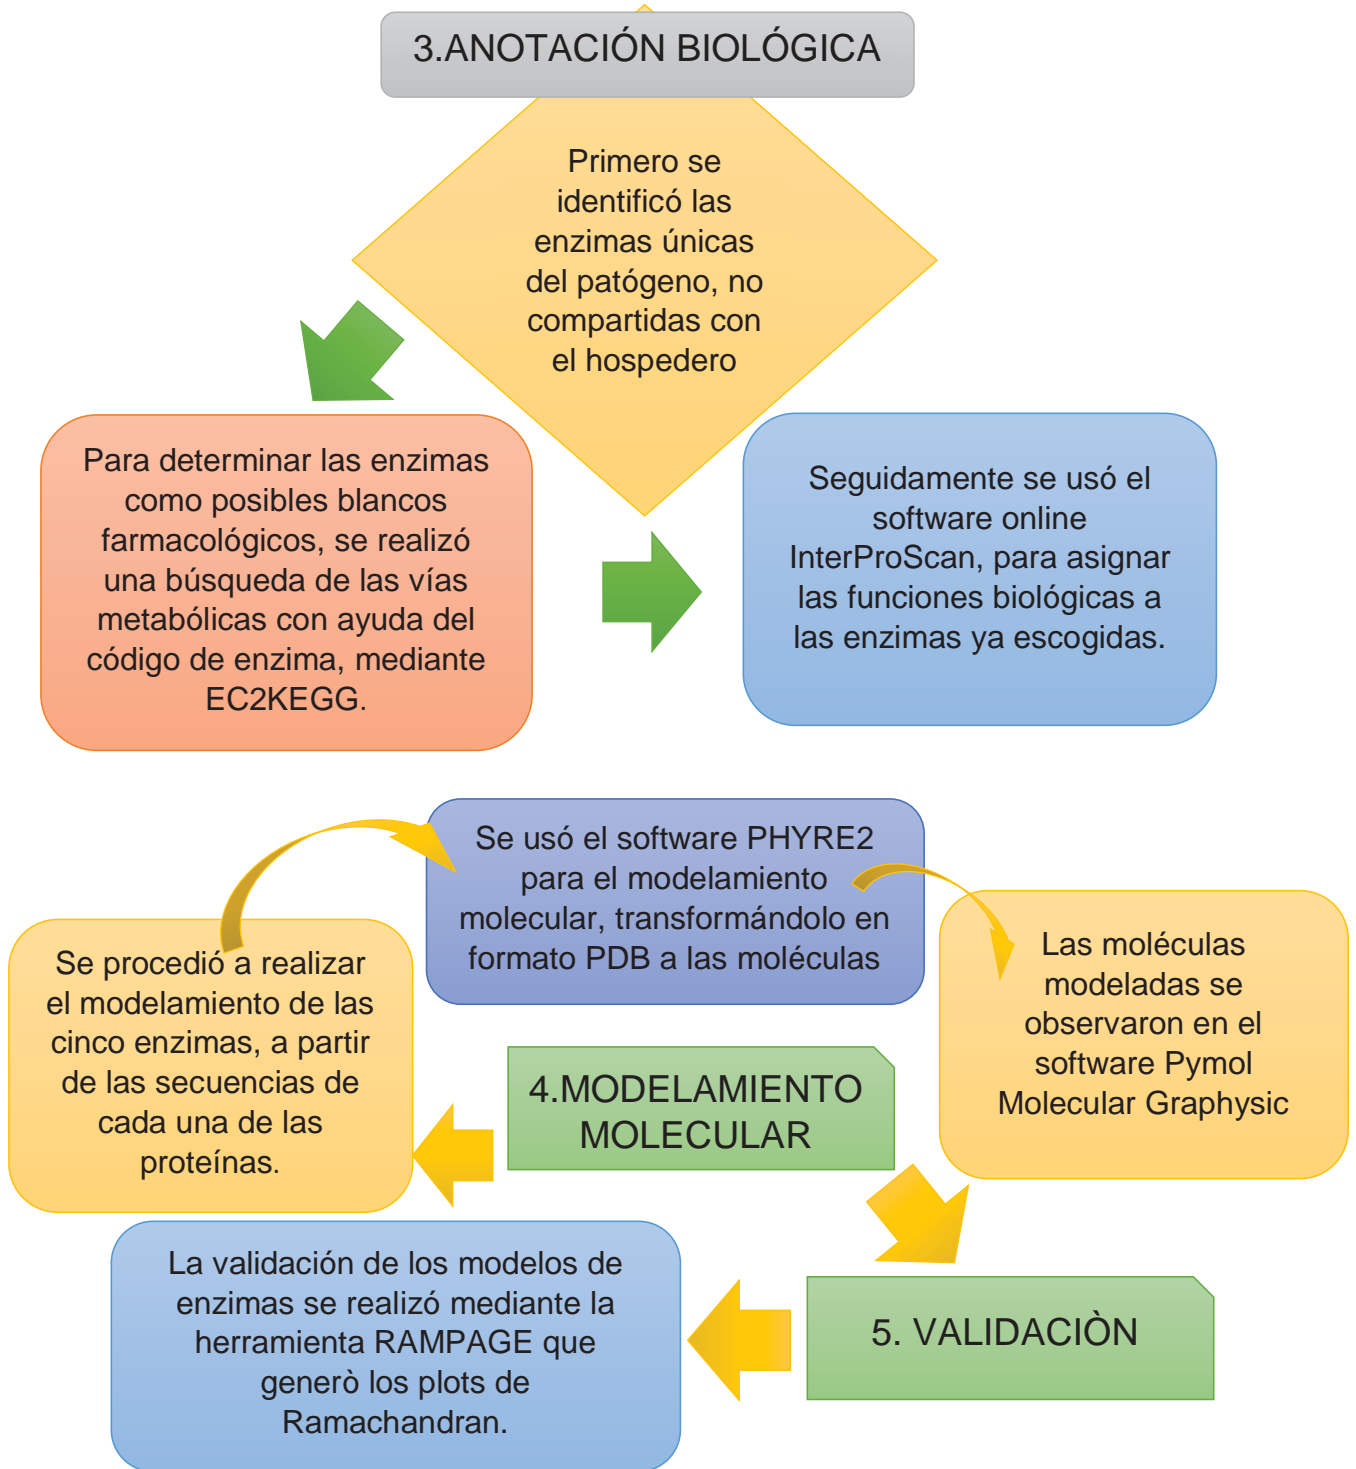 3.ANOTACIÓN BIOLÓGICA
Primero se
identificó las
enzimas únicas
del patógeno, no
compartidas con
el hospedero
Para determinar las enzimas
como posibles blancos
farmacológicos, se realizó
una búsqueda de las vías
metabólicas con ayuda del
código de enzima, mediante
EC2KEGG.
Seguidamente se usó el
software online
InterProScan, para asignar
las funciones biológicas a
las enzimas ya escogidas.
4.MODELAMIENTO
MOLECULAR
Se procedió a realizar
el modelamiento de las
cinco enzimas, a partir
de las secuencias de
cada una de las
proteínas.
Se usó el software PHYRE2
para el modelamiento
molecular, transformándolo en
formato PDB a las moléculas
Las moléculas
modeladas se
observaron en el
software Pymol
Molecular Graphysic
5. VALIDACIÒN
La validación de los modelos de
enzimas se realizó mediante la
herramienta RAMPAGE que
generò los plots de
Ramachandran.